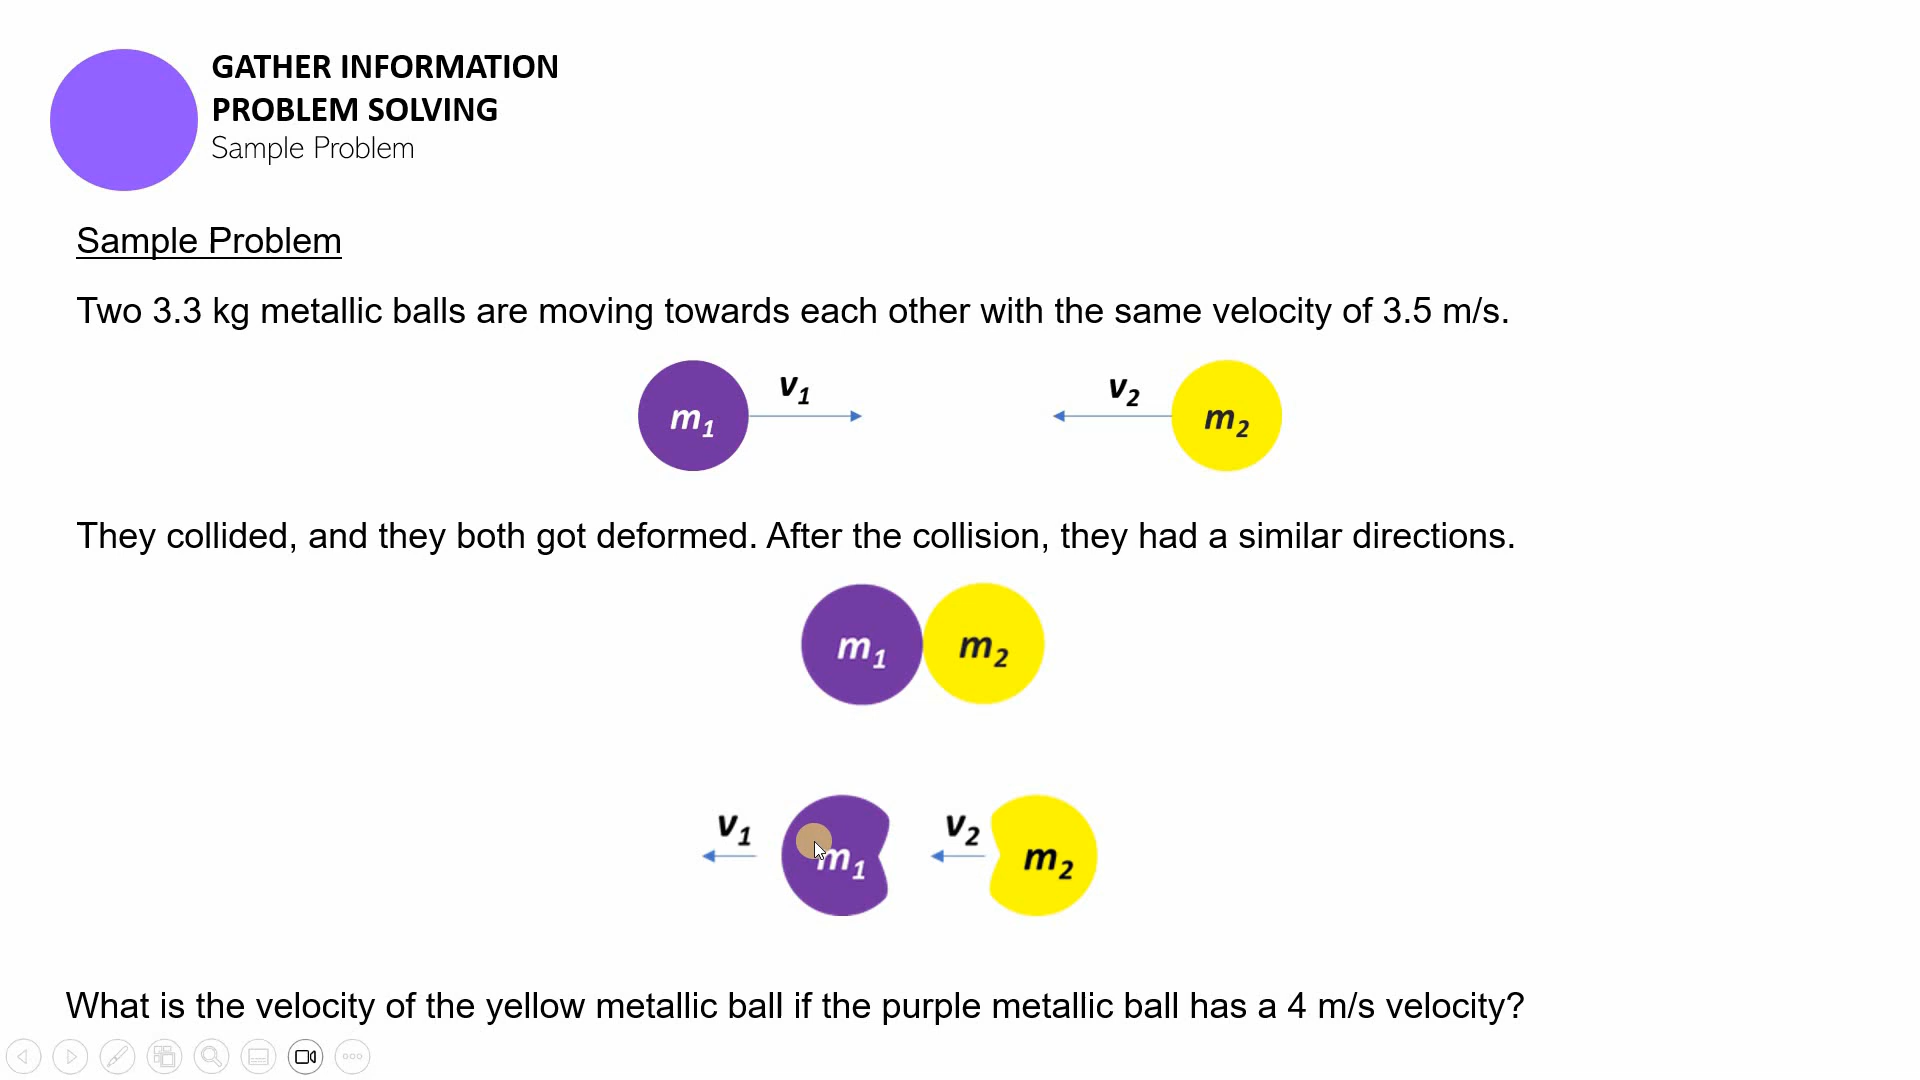 GATHER INFORMATION
PROBLEM SOLVING
Sample Problem
Sample Problem
Two 3.3 kg metallic balls are moving towards each other with the same velocity of 3.5 m/s.
m₁ v₁ v₂ m₂
They collided, and they both got deformed. After the collision, they had a similar directions.
m₁ m₂
v₁ m₁ v₂ m₂
What is the velocity of the yellow metallic ball if the purple metallic ball has a 4 m/s velocity?